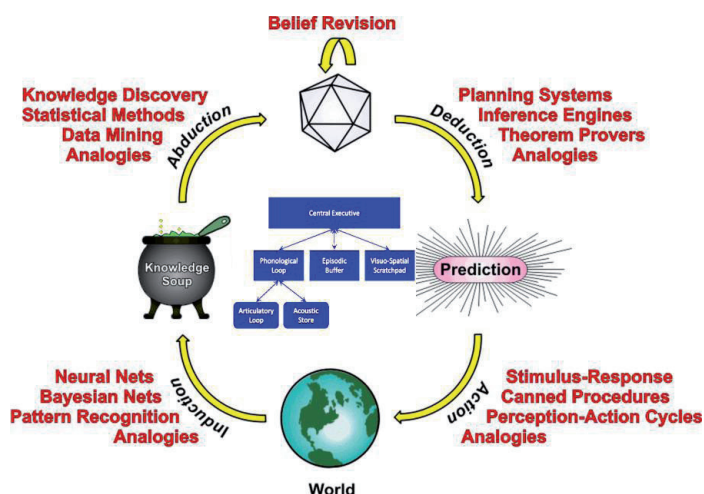 Belief Revision
Knowledge Discovery
Statistical Methods
Data Mining
Analogies
Abduction
Deduction
Planning Systems
Inference Engines
Theorem Provers
Analogies
Central Executive
Phonological
Loop
Episodic
Buffer
Visuo-Spatial
Scratchpad
Articulatory
Loop
Acoustic
Store
Knowledge
Soup
Prediction
Neural Nets
Bayesian Nets
Pattern Recognition
Analogies
Induction
Action
Stimulus-Response
Canned Procedures
Perception-Action Cycles
Analogies
World